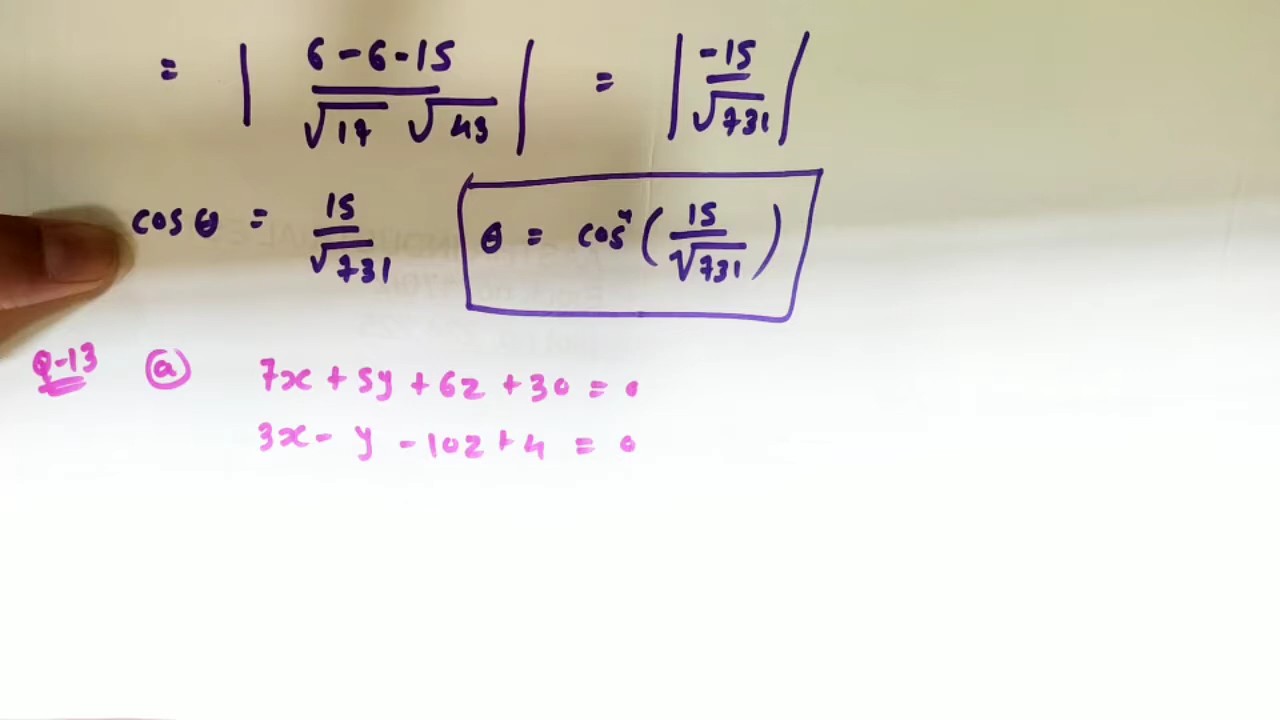 = | 6-6-15 / √17 √43 | = | -15 / √731 |
cos θ = 15 / √731 θ = cos⁻¹ ( 15 / √731 )
Q-13 (a) 7x + 5y + 6z + 30 = 0
3x - y - 10z + 4 = 0